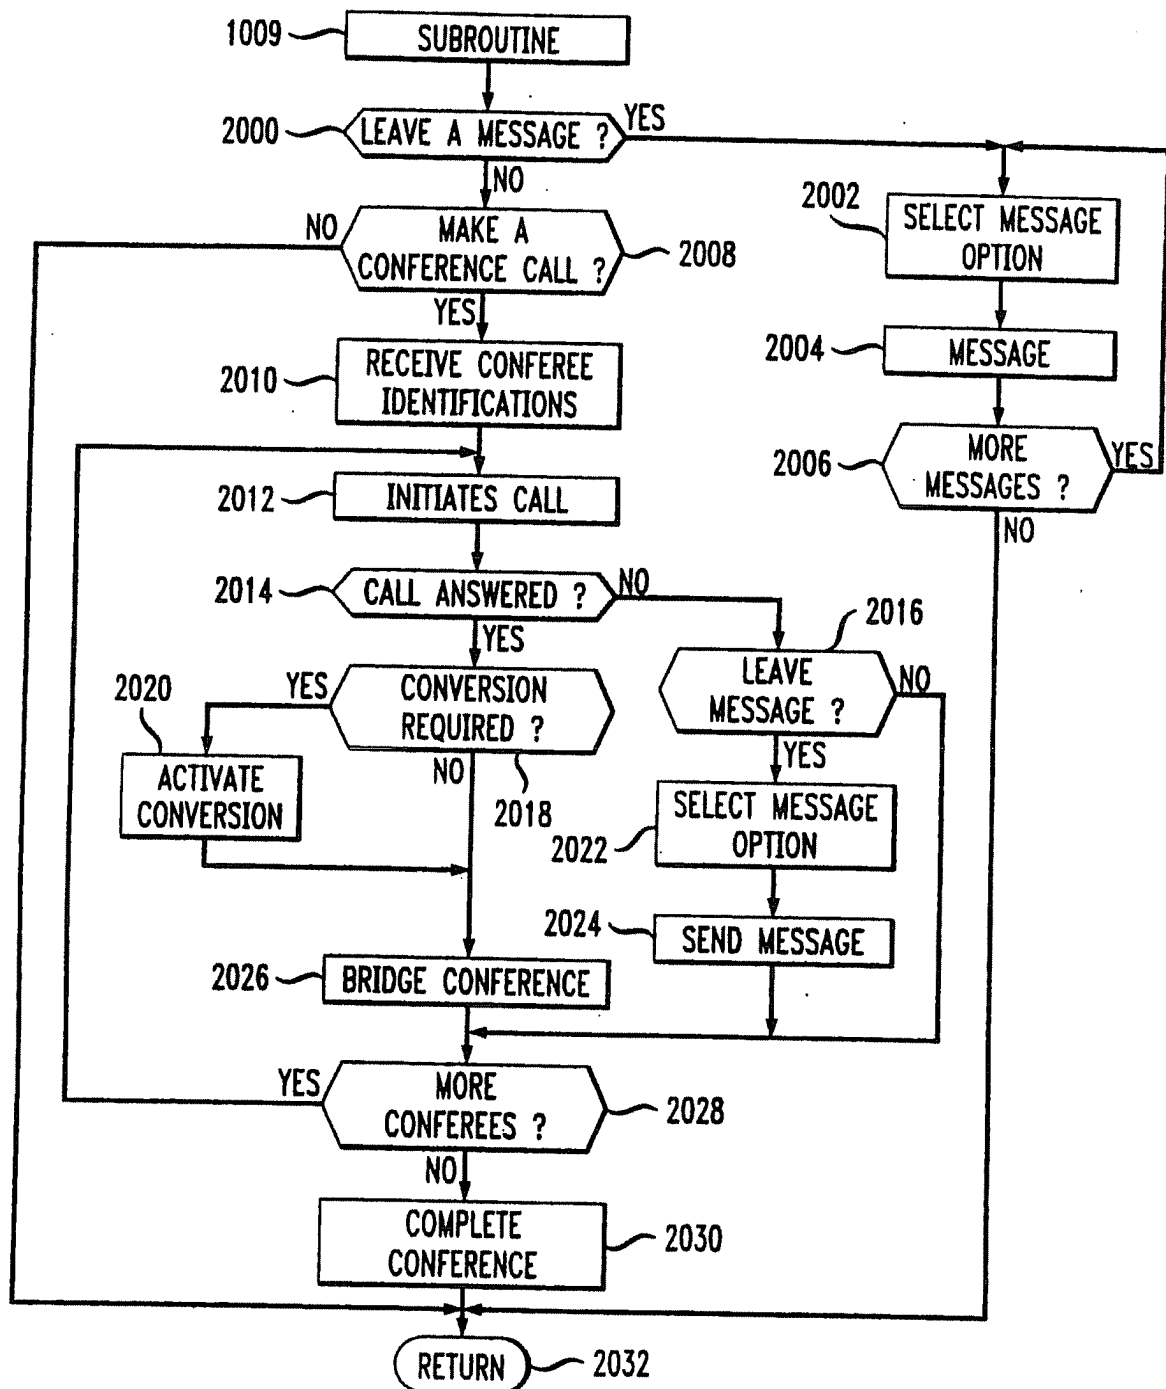 1009
SUBROUTINE
2000
LEAVE A MESSAGE ?
YES
NO
NO
MAKE A
CONFERENCE CALL ?
2008
YES
2002
SELECT MESSAGE
OPTION
2004
MESSAGE
2006
MORE
MESSAGES ?
YES
NO
2010
RECEIVE CONFEREE
IDENTIFICATIONS
2012
INITIATES CALL
2014
CALL ANSWERED ?
NO
YES
2016
LEAVE
MESSAGE ?
NO
YES
2020
YES
CONVERSION
REQUIRED ?
NO
2018
ACTIVATE
CONVERSION
2022
SELECT MESSAGE
OPTION
2024
SEND MESSAGE
2026
BRIDGE CONFERENCE
YES
MORE
CONFEREES ?
2028
NO
COMPLETE
CONFERENCE
2030
RETURN
2032